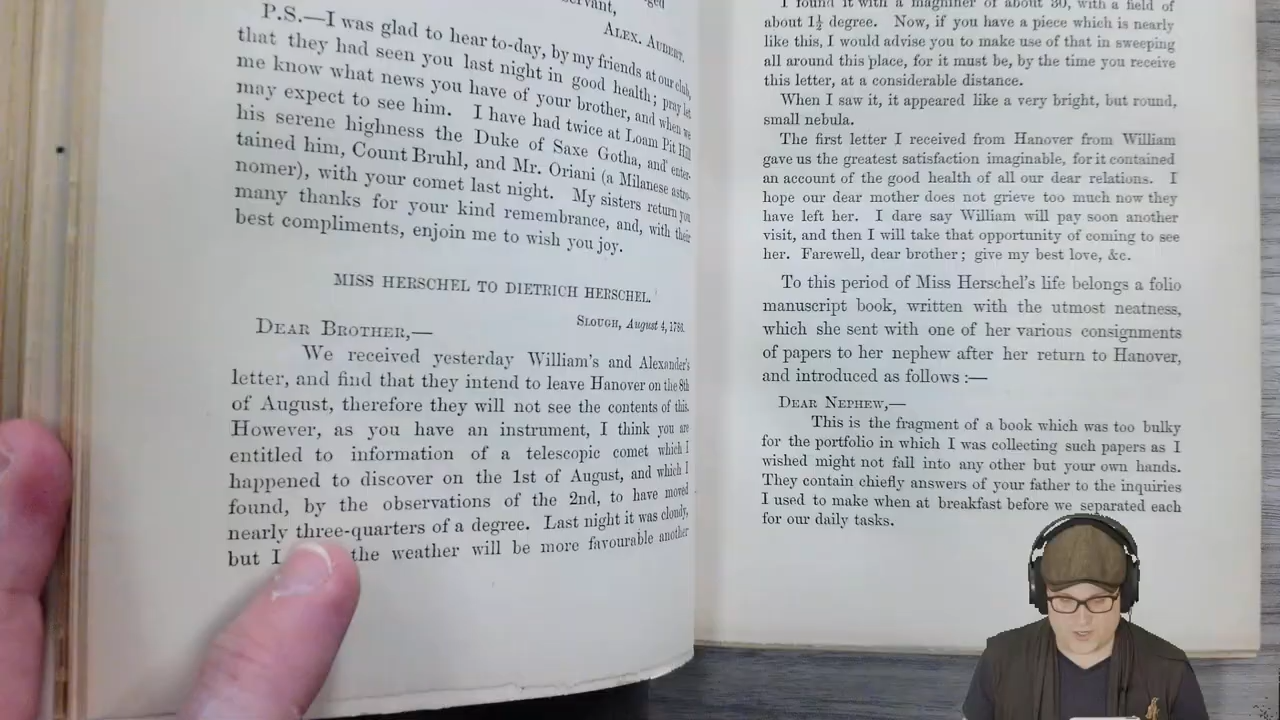 ged
servant,
ALEX. AUBERT.
P.S.—I was glad to hear to-day, by my friends at our club,
that they had seen you last night in good health; pray let
me know what news you have of your brother, and when we
may expect to see him. I have had twice at Loam Pit Hill
his serene highness the Duke of Saxe Gotha, and enter-
tained him, Count Bruhl, and Mr. Oriani (a Milanese astro-
nomer), with your comet last night. My sisters return you
many thanks for your kind remembrance, and, with their
best compliments, enjoin me to wish you joy.
MISS HERSCHEL TO DIETRICH HERSCHEL.
SLOUGH, August 4, 1786.
DEAR BROTHER,—
We received yesterday William's and Alexander's
letter, and find that they intend to leave Hanover on the 8th
of August, therefore they will not see the contents of this.
However, as you have an instrument, I think you are
entitled to information of a telescopic comet which I
happened to discover on the 1st of August, and which I
found, by the observations of the 2nd, to have moved
nearly three-quarters of a degree. Last night it was cloudy,
but I the weather will be more favourable another
I found it with a magnifier of about 30, with a field of
about 1½ degree. Now, if you have a piece which is nearly
like this, I would advise you to make use of that in sweeping
all around this place, for it must be, by the time you receive
this letter, at a considerable distance.
When I saw it, it appeared like a very bright, but round,
small nebula.
The first letter I received from Hanover from William
gave us the greatest satisfaction imaginable, for it contained
an account of the good health of all our dear relations. I
hope our dear mother does not grieve too much now they
have left her. I dare say William will pay soon another
visit, and then I will take that opportunity of coming to see
her. Farewell, dear brother; give my best love, &c.
To this period of Miss Herschel's life belongs a folio
manuscript book, written with the utmost neatness,
which she sent with one of her various consignments
of papers to her nephew after her return to Hanover,
and introduced as follows :—
DEAR NEPHEW,—
This is the fragment of a book which was too bulky
for the portfolio in which I was collecting such papers as I
wished might not fall into any other but your own hands.
They contain chiefly answers of your father to the inquiries
I used to make when at breakfast before we separated each
for our daily tasks.